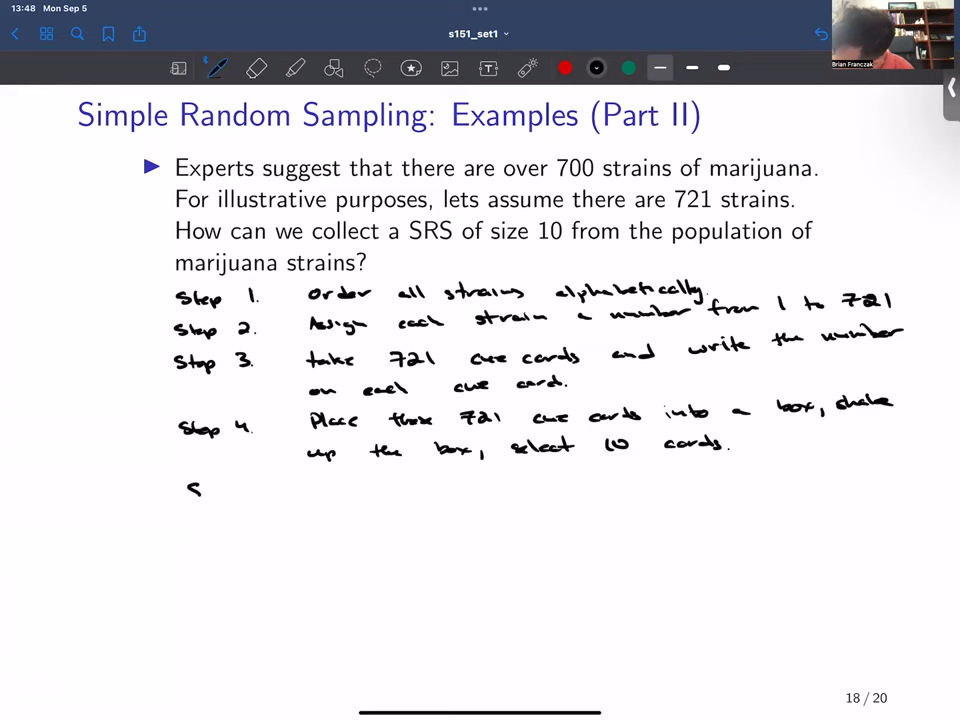 13:48 Mon Sep 5
s151_set1
Brian Franczak
Simple Random Sampling: Examples (Part II)
Experts suggest that there are over 700 strains of marijuana.
For illustrative purposes, lets assume there are 721 strains.
How can we collect a SRS of size 10 from the population of
marijuana strains?
Step 1. Order all strains alphabetically.
Step 2. Assign each strain a number from 1 to 721
Step 3. take 721 cue cards and write the number
on each cue card.
Step 4. Place those 721 cue cards into a box, shake
up the box, select 10 cards.
S
18 / 20